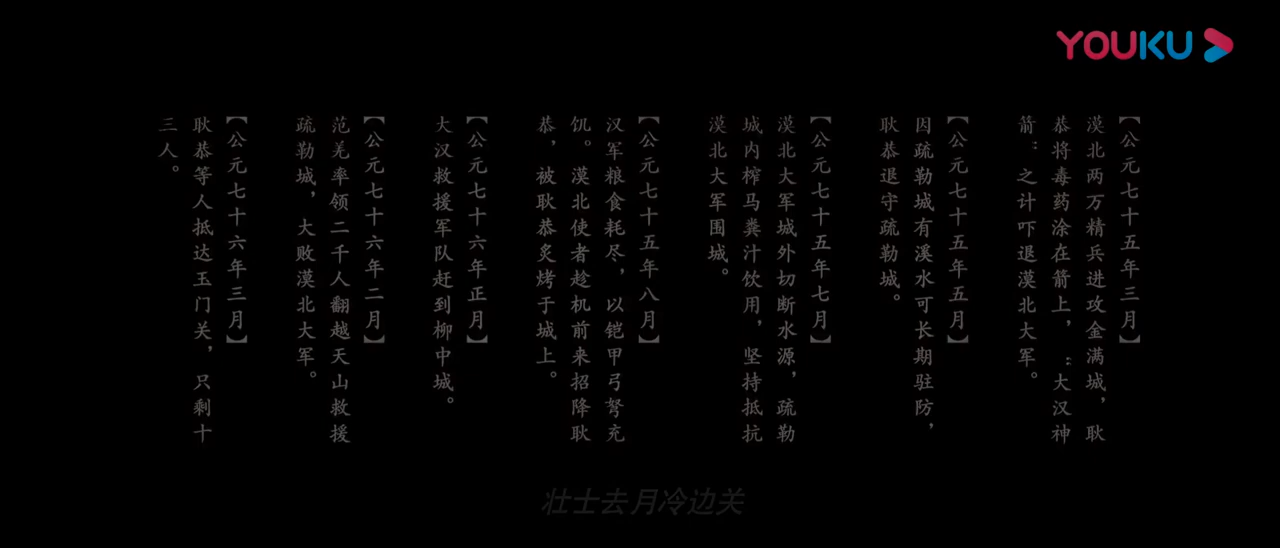 YOUKU
【公元七十五年三月】
漠北两万精兵进攻金满城，耿
恭将毒药涂在箭上，“大汉神
箭”之计吓退漠北大军。
【公元七十五年五月】
因疏勒城有溪水可长期驻防，
耿恭退守疏勒城。
【公元七十五年七月】
漠北大军城外切断水源，疏勒
城内榨马粪汁饮用，坚持抵抗
漠北大军围城。
【公元七十五年八月】
汉军粮食耗尽，以铠甲弓弩充
饥。漠北使者趁机前来招降耿
恭，被耿恭炙烤于城上。
【公元七十六年正月】
大汉救援军队赶到柳中城。
【公元七十六年二月】
范羌率领二千人翻越天山救援
疏勒城，大败漠北大军。
【公元七十六年三月】
耿恭等人抵达玉门关，只剩十
三人。
壮士去月冷边关